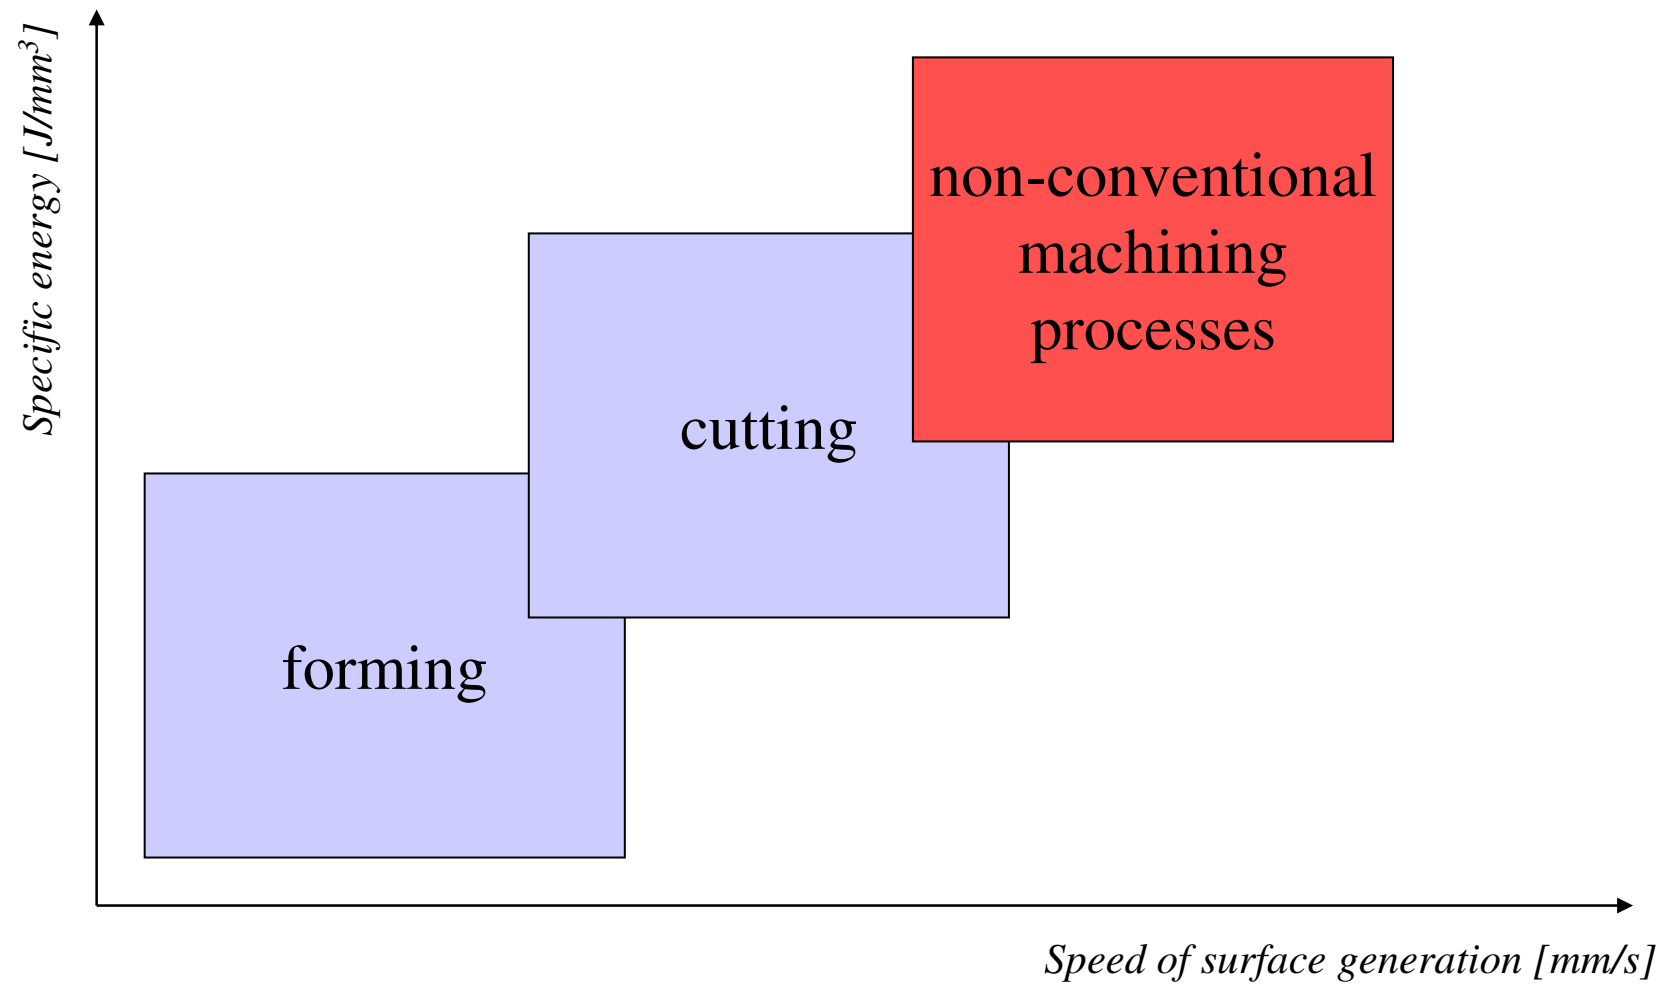 Specific energy [J/mm³]
non-conventional
machining
processes
cutting
forming
Speed of surface generation [mm/s]